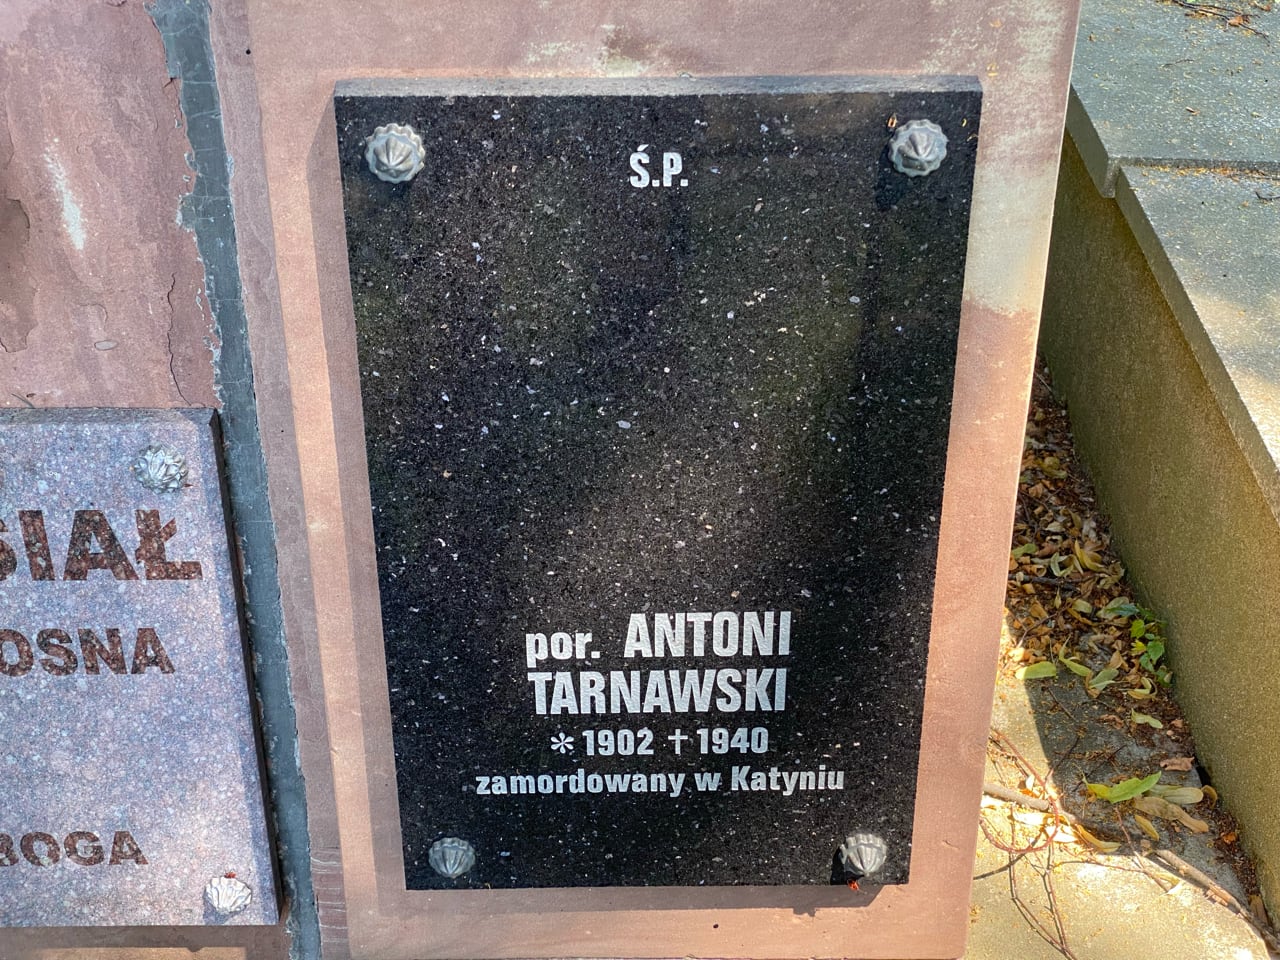 Ś.P.
por. ANTONI
TARNAWSKI
* 1902 † 1940
zamordowany w Katyniu
SIAŁ
OSNA
BOGA